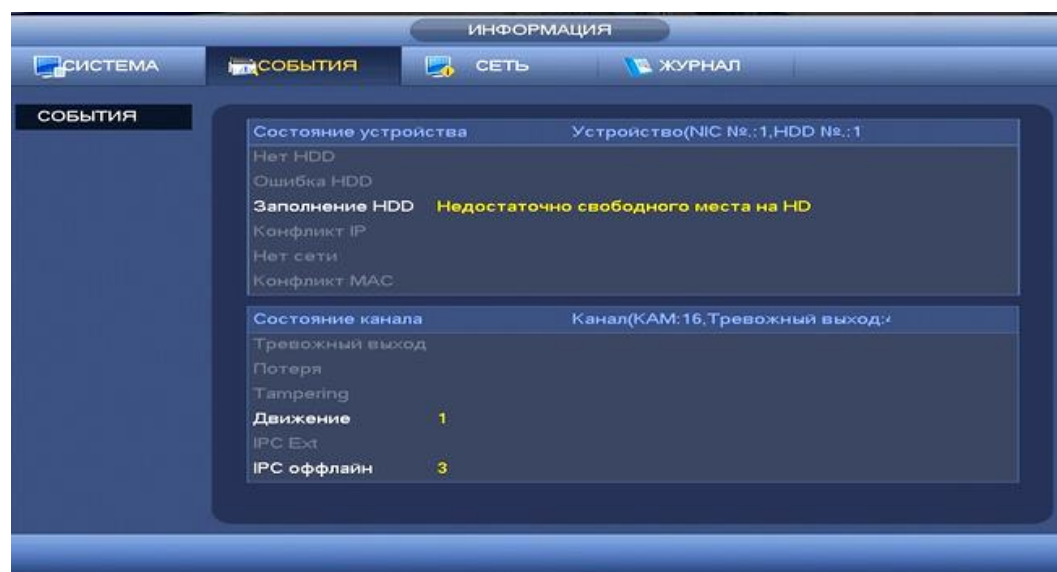 ИНФОРМАЦИЯ
СИСТЕМА СОБЫТИЯ СЕТЬ ЖУРНАЛ
СОБЫТИЯ
Состояние устройства Устройство(NIC №.:1,HDD №.:1
Нет HDD
Ошибка HDD
Заполнение HDD Недостаточно свободного места на HD
Конфликт IP
Нет сети
Конфликт MAC
Состояние канала Канал(КАМ:16,Тревожный выход:
Тревожный выход
Потеря
Tampering
Движение 1
IPC Ext
IPC оффлайн 3